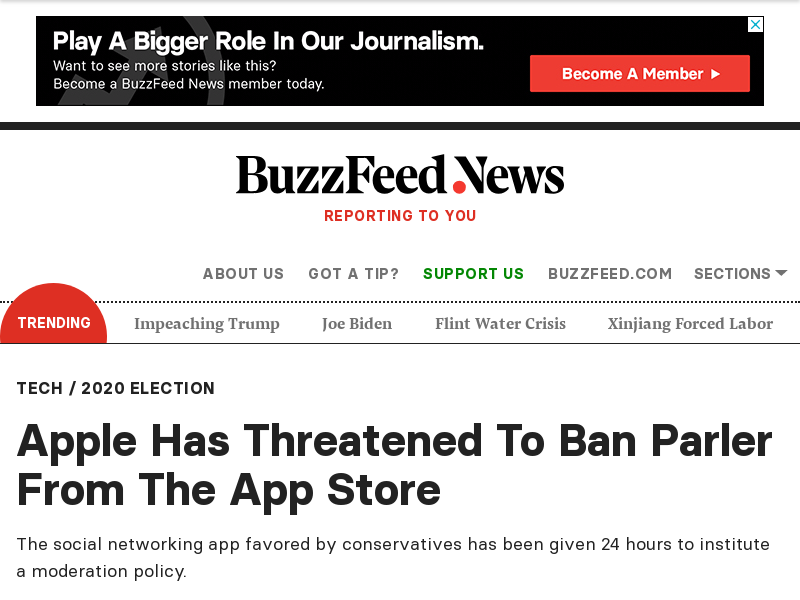 Play A Bigger Role In Our Journalism.
Want to see more stories like this?
Become a BuzzFeed News member today.
Become A Member
BuzzFeed News
REPORTING TO YOU
ABOUT US GOT A TIP? SUPPORT US BUZZFEED.COM SECTIONS
TRENDING Impeaching Trump Joe Biden Flint Water Crisis Xinjiang Forced Labor
TECH / 2020 ELECTION
Apple Has Threatened To Ban Parler
From The App Store
The social networking app favored by conservatives has been given 24 hours to institute
a moderation policy.